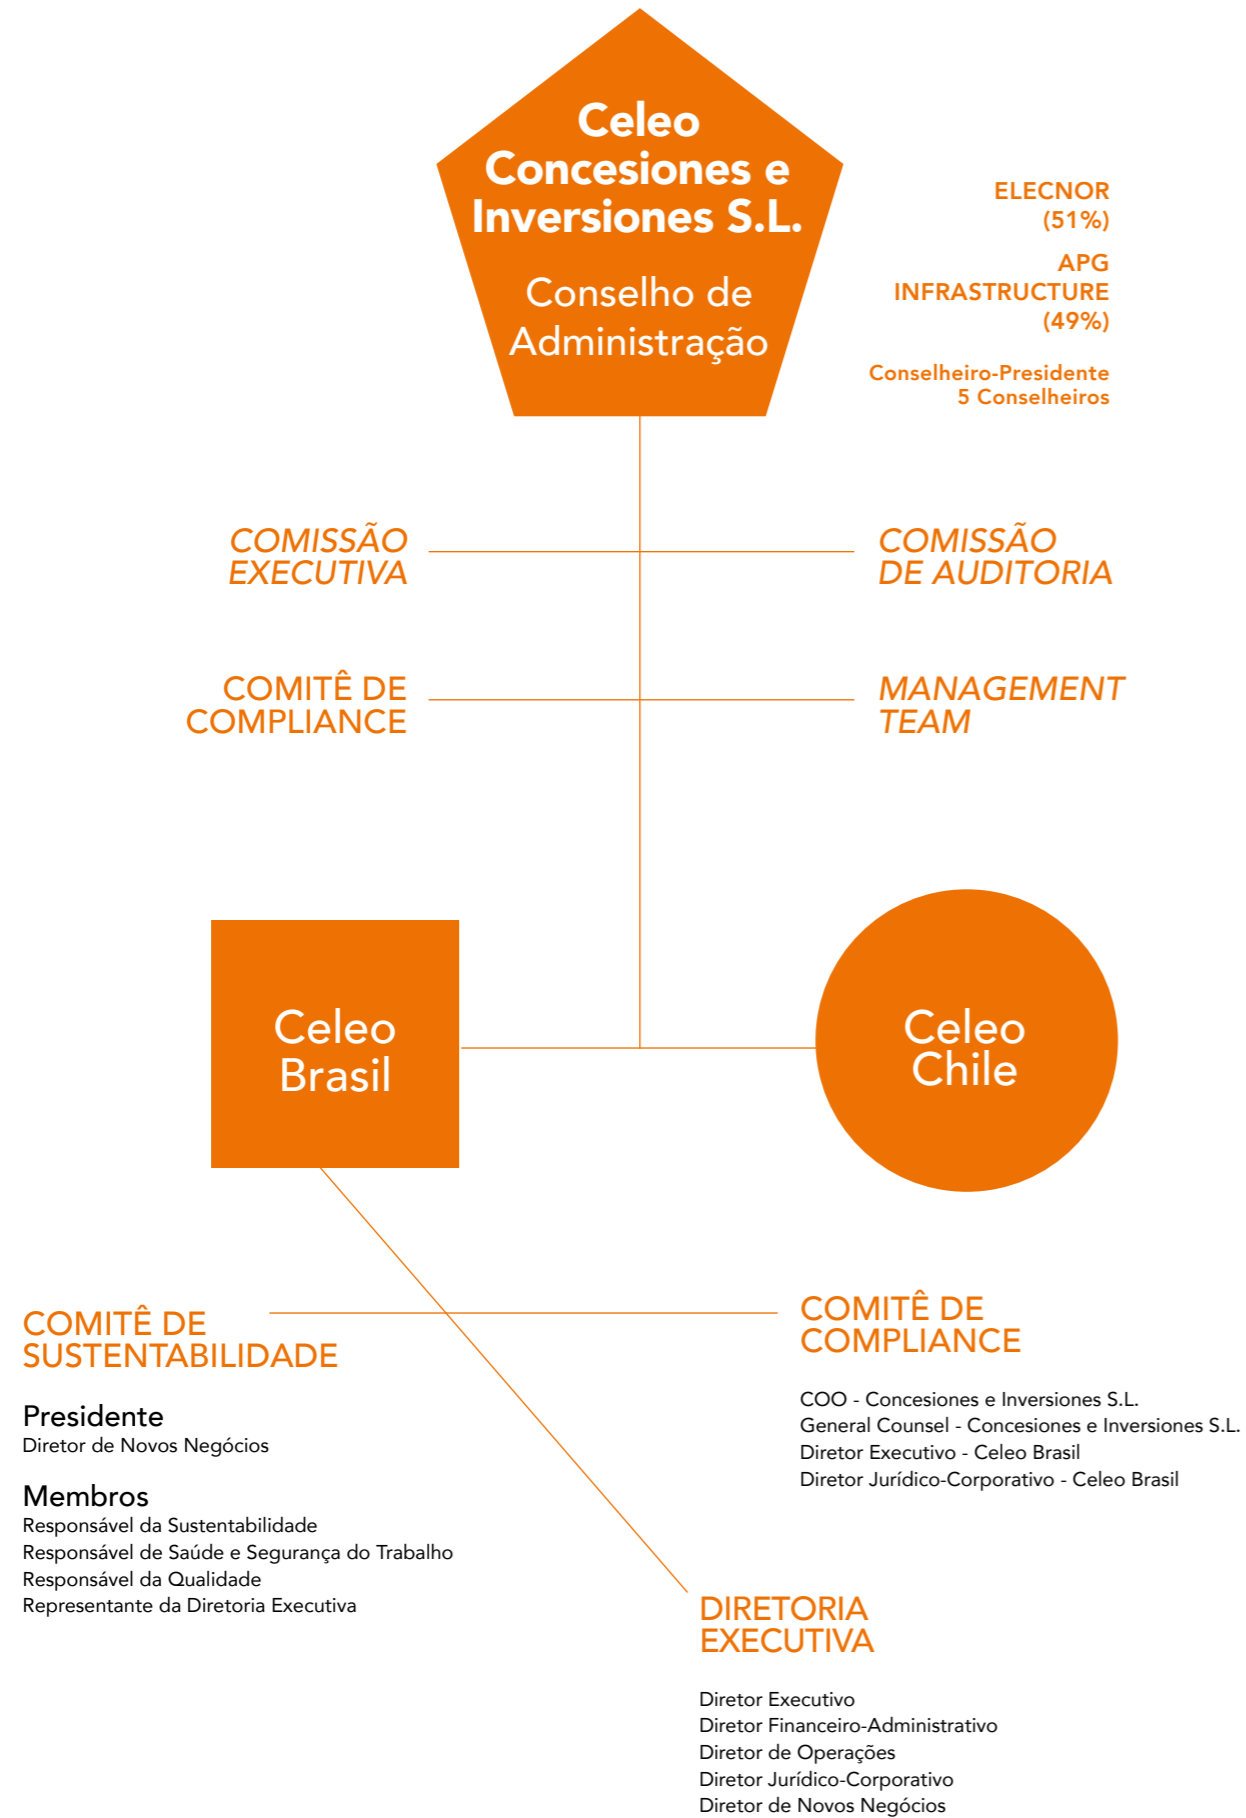 Celeo
Concesiones e
Inversiones S.L.
Conselho de
Administração
ELECNOR
(51%)
APG
INFRASTRUCTURE
(49%)
Conselheiro-Presidente
5 Conselheiros
COMISSÃO
EXECUTIVA
COMISSÃO
DE AUDITORIA
COMITÊ DE
COMPLIANCE
MANAGEMENT
TEAM
Celeo
Brasil
Celeo
Chile
COMITÊ DE
SUSTENTABILIDADE
Presidente
Diretor de Novos Negócios
Membros
Responsável da Sustentabilidade
Responsável de Saúde e Segurança do Trabalho
Responsável da Qualidade
Representante da Diretoria Executiva
COMITÊ DE
COMPLIANCE
COO - Concesiones e Inversiones S.L.
General Counsel - Concesiones e Inversiones S.L.
Diretor Executivo - Celeo Brasil
Diretor Jurídico-Corporativo - Celeo Brasil
DIRETORIA
EXECUTIVA
Diretor Executivo
Diretor Financeiro-Administrativo
Diretor de Operações
Diretor Jurídico-Corporativo
Diretor de Novos Negócios